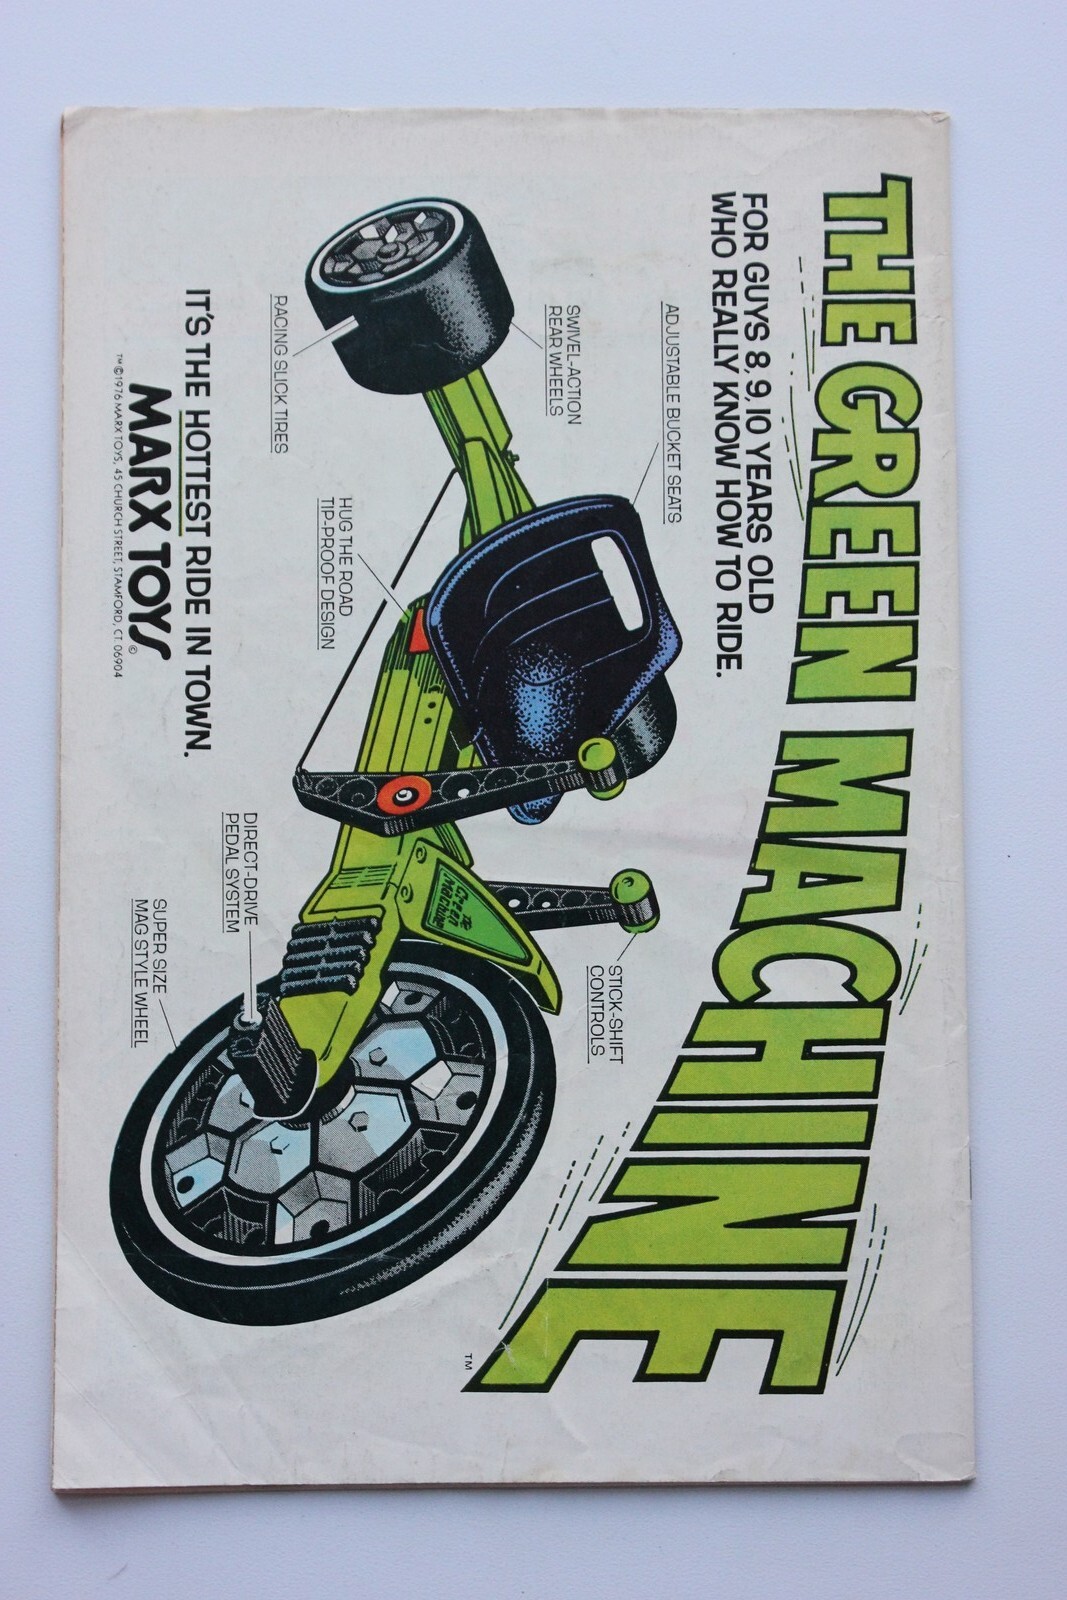 THE GREEN MACHINE
TM
FOR GUYS 8, 9, 10 YEARS OLD
WHO REALLY KNOW HOW TO RIDE.
ADJUSTABLE BUCKET SEATS
SWIVEL-ACTION
REAR WHEELS
STICK-SHIFT
CONTROLS
The
Green
Machine
HUG THE ROAD
TIP-PROOF DESIGN
RACING SLICK TIRES
DIRECT-DRIVE
PEDAL SYSTEM
SUPER SIZE
MAG STYLE WHEEL
IT'S THE HOTTEST RIDE IN TOWN.
MARX TOYS©
™ © 1976 MARX TOYS, 45 CHURCH STREET, STAMFORD, CT. 06904